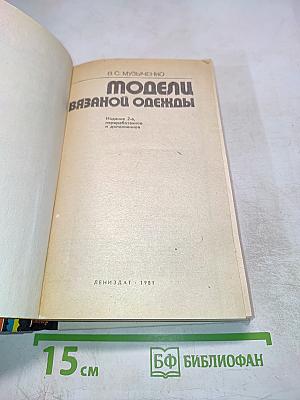 В.С. МУЗЫЧЕНКО
МОДЕЛИ
ВЯЗАНОЙ ОДЕЖДЫ
Издание 2-е,
переработанное
и дополненное
ЛЕНИЗДАТ · 1981
15 см
БФ БИБЛИОФАН